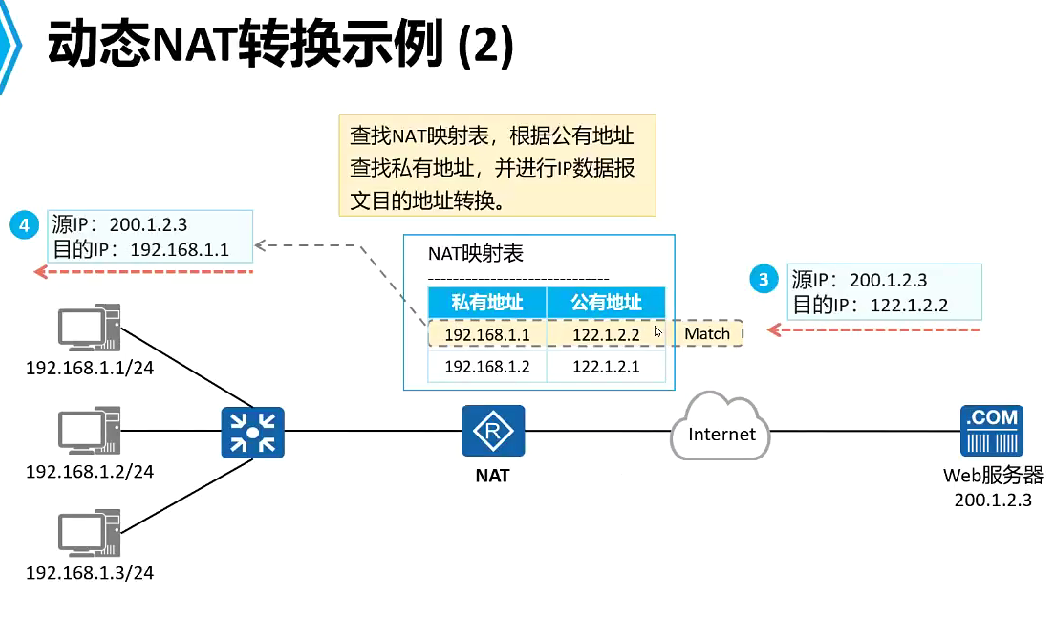 动态NAT转换示例 (2)
查找NAT映射表，根据公有地址
查找私有地址，并进行IP数据报
文目的地址转换。
4
源IP：200.1.2.3
目的IP：192.168.1.1
NAT映射表
私有地址 公有地址
192.168.1.1 122.1.2.2 Match
192.168.1.2 122.1.2.1
3
源IP：200.1.2.3
目的IP：122.1.2.2
192.168.1.1/24
192.168.1.2/24
192.168.1.3/24
R
NAT
Internet
.COM
Web服务器
200.1.2.3